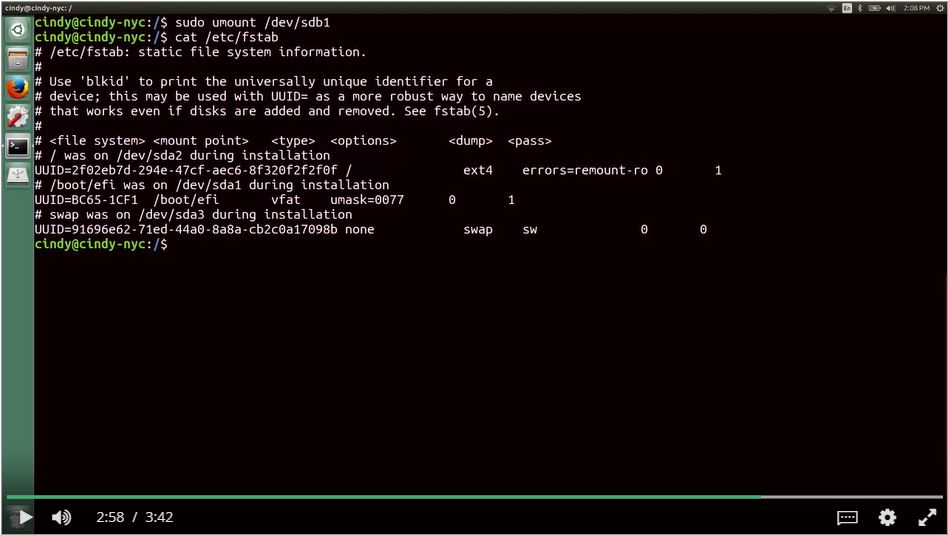 cindy@cindy-nyc: /
En
2:08 PM
cindy@cindy-nyc:/$ sudo umount /dev/sdb1
cindy@cindy-nyc:/$ cat /etc/fstab
# /etc/fstab: static file system information.
#
# Use 'blkid' to print the universally unique identifier for a
# device; this may be used with UUID= as a more robust way to name devices
# that works even if disks are added and removed. See fstab(5).
#
# <file system> <mount point>   <type>  <options>       <dump>  <pass>
# / was on /dev/sda2 during installation
UUID=2f02eb7d-294e-47cf-aec6-8f320f2f2f0f /               ext4    errors=remount-ro 0       1
# /boot/efi was on /dev/sda1 during installation
UUID=BC65-1CF1  /boot/efi       vfat    umask=0077      0       1
# swap was on /dev/sda3 during installation
UUID=91696e62-71ed-44a0-8a8a-cb2c0a17098b none            swap    sw              0       0
cindy@cindy-nyc:/$
2:58 / 3:42